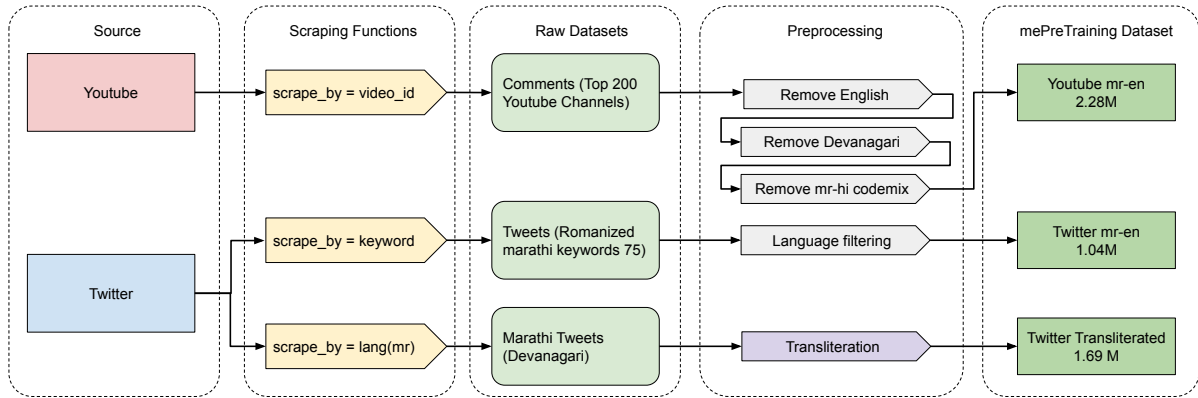 Source
Scraping Functions
Raw Datasets
Preprocessing
mePreTraining Dataset
Youtube
scrape_by = video_id
Comments (Top 200
Youtube Channels)
Remove English
Remove Devanagari
Remove mr-hi codemix
Youtube mr-en
2.28M
Twitter
scrape_by = keyword
Tweets (Romanized
marathi keywords 75)
Language filtering
Twitter mr-en
1.04M
scrape_by = lang(mr)
Marathi Tweets
(Devanagari)
Transliteration
Twitter Transliterated
1.69 M